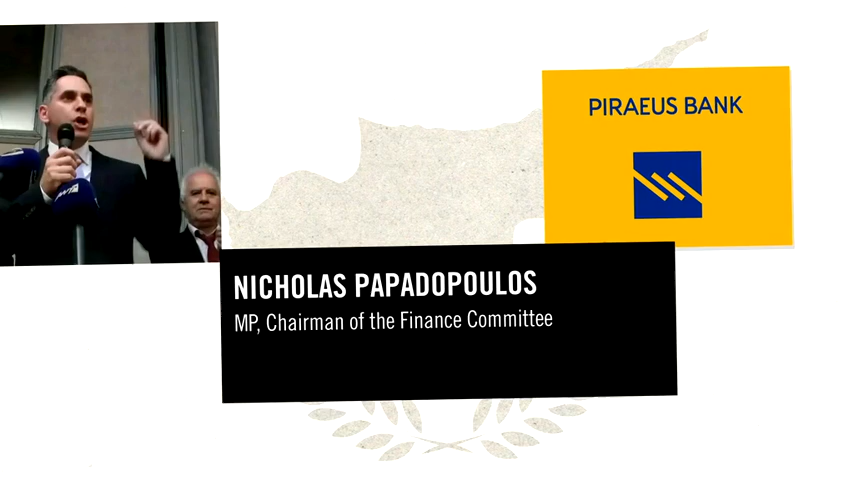 PIRAEUS BANK
NICHOLAS PAPADOPOULOS
MP, Chairman of the Finance Committee